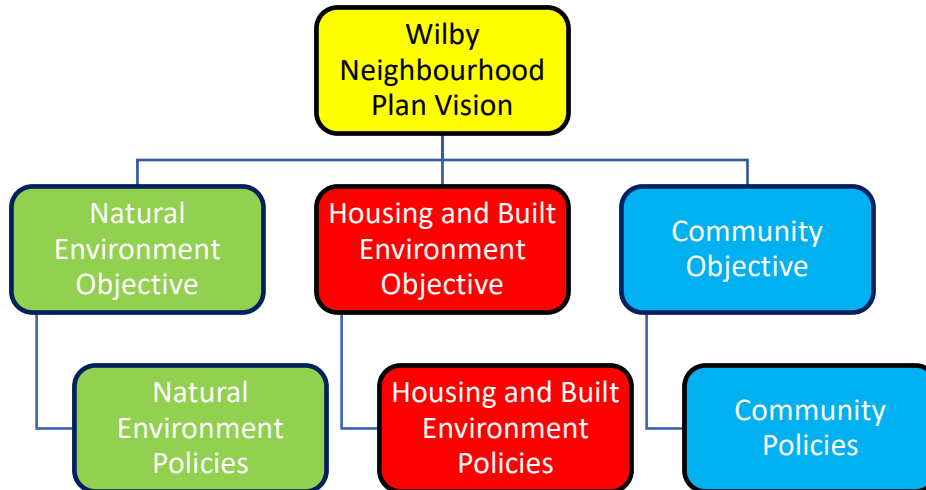 Wilby
Neighbourhood
Plan Vision
Natural
Environment
Objective
Housing and Built
Environment
Objective
Community
Objective
Natural
Environment
Policies
Housing and Built
Environment
Policies
Community
Policies